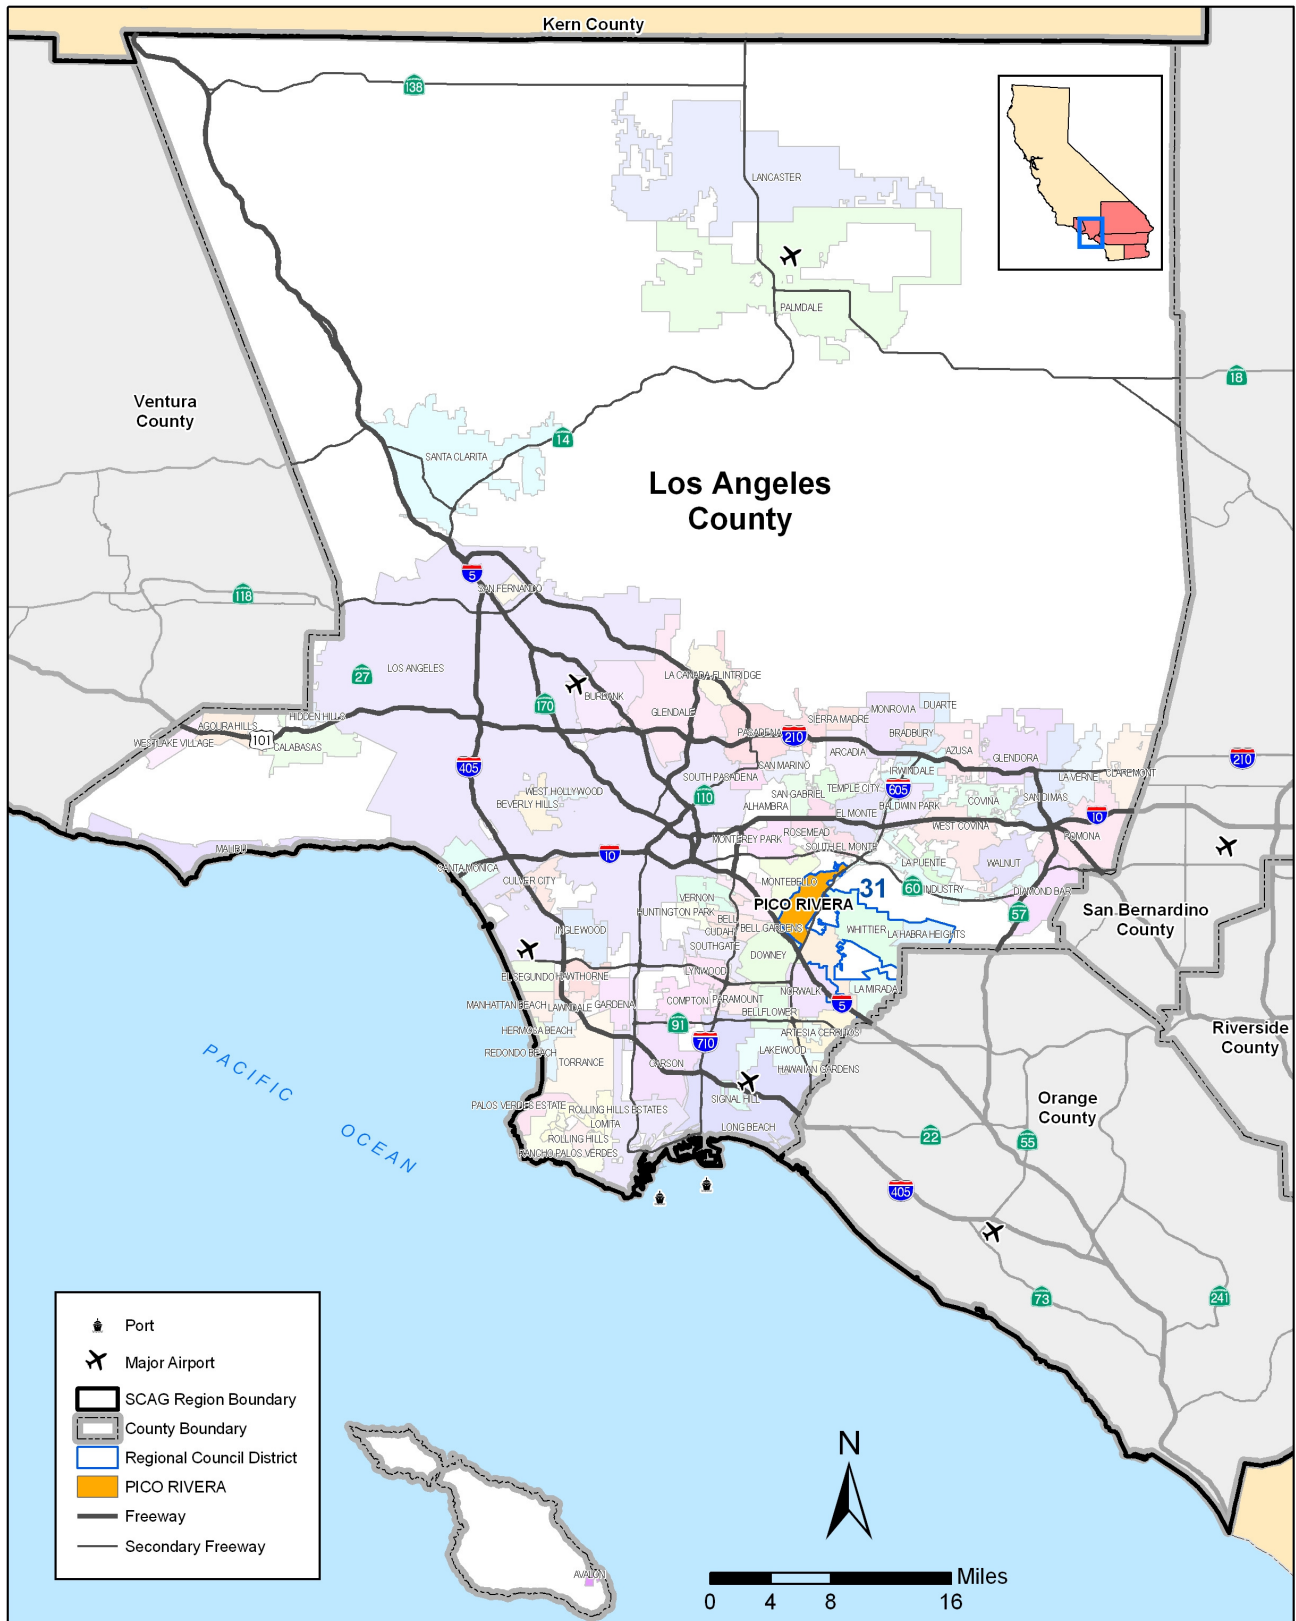 Kern County
138
LANCASTER
PALMDALE
18
Ventura
County
14
SANTA CLARITA
Los Angeles
County
5
SAN FERNANDO
118
LOS ANGELES
27
LA CANADA FLINTRIDGE
BURBANK
170
GLENDALE
HIDDEN HILLS
AGOURA HILLS
WESTLAKE VILLAGE
101
CALABASAS
PASADENA
210
SIERRA MADRE
MONROVIA
DUARTE
BRADBURY
ARCADIA
AZUSA
GLENDORA
210
405
SAN MARINO
IRWINDALE
LA VERNE
CLAREMONT
SOUTH PASADENA
WEST HOLLYWOOD
BEVERLY HILLS
110
SAN GABRIEL
TEMPLE CITY
605
ALHAMBRA
BALDWIN PARK
COVINA
SAN DIMAS
EL MONTE
10
WEST COVINA
POMONA
MONTEREY PARK
ROSEMEAD
SOUTH EL MONTE
MALIBU
10
SANTA MONICA
LA PUENTE
WALNUT
CULVER CITY
MONTEBELLO
31
60
INDUSTRY
DIAMOND BAR
VERNON
PICO RIVERA
HUNTINGTON PARK
57
San Bernardino
County
BELL
BELL GARDENS
CUDAHY
INGLEWOOD
WHITTIER
LA HABRA HEIGHTS
SOUTHGATE
DOWNEY
EL SEGUNDO
HAWTHORNE
LYNWOOD
NORWALK
LA MIRADA
MANHATTAN BEACH
LAWNDALE
GARDENA
COMPTON
PARAMOUNT
5
BELLFLOWER
91
HERMOSA BEACH
ARTESIA
CERRITOS
710
REDONDO BEACH
LAKEWOOD
TORRANCE
CARSON
HAWAIIAN GARDENS
Riverside
County
PACIFIC
OCEAN
SIGNAL HILL
PALOS VERDES ESTATE
ROLLING HILLS ESTATES
LOMITA
LONG BEACH
ROLLING HILLS
RANCHO PALOS VERDES
Orange
County
22
55
405
73
241
Port
Major Airport
SCAG Region Boundary
County Boundary
Regional Council District
PICO RIVERA
Freeway
Secondary Freeway
AVALON
N
Miles
0 4 8 16